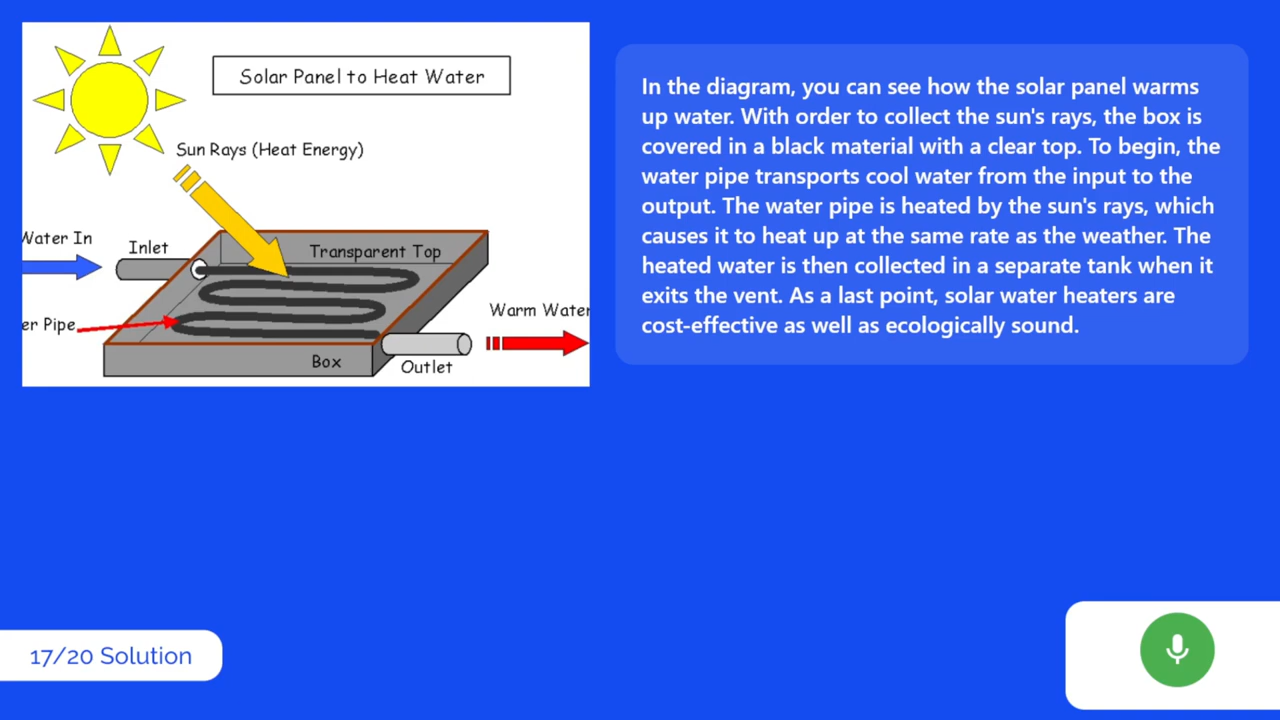 Solar Panel to Heat Water
Sun Rays (Heat Energy)
Water In
Inlet
Transparent Top
er Pipe
Warm Water
Box
Outlet
In the diagram, you can see how the solar panel warms
up water. With order to collect the sun's rays, the box is
covered in a black material with a clear top. To begin, the
water pipe transports cool water from the input to the
output. The water pipe is heated by the sun's rays, which
causes it to heat up at the same rate as the weather. The
heated water is then collected in a separate tank when it
exits the vent. As a last point, solar water heaters are
cost-effective as well as ecologically sound.
17/20 Solution